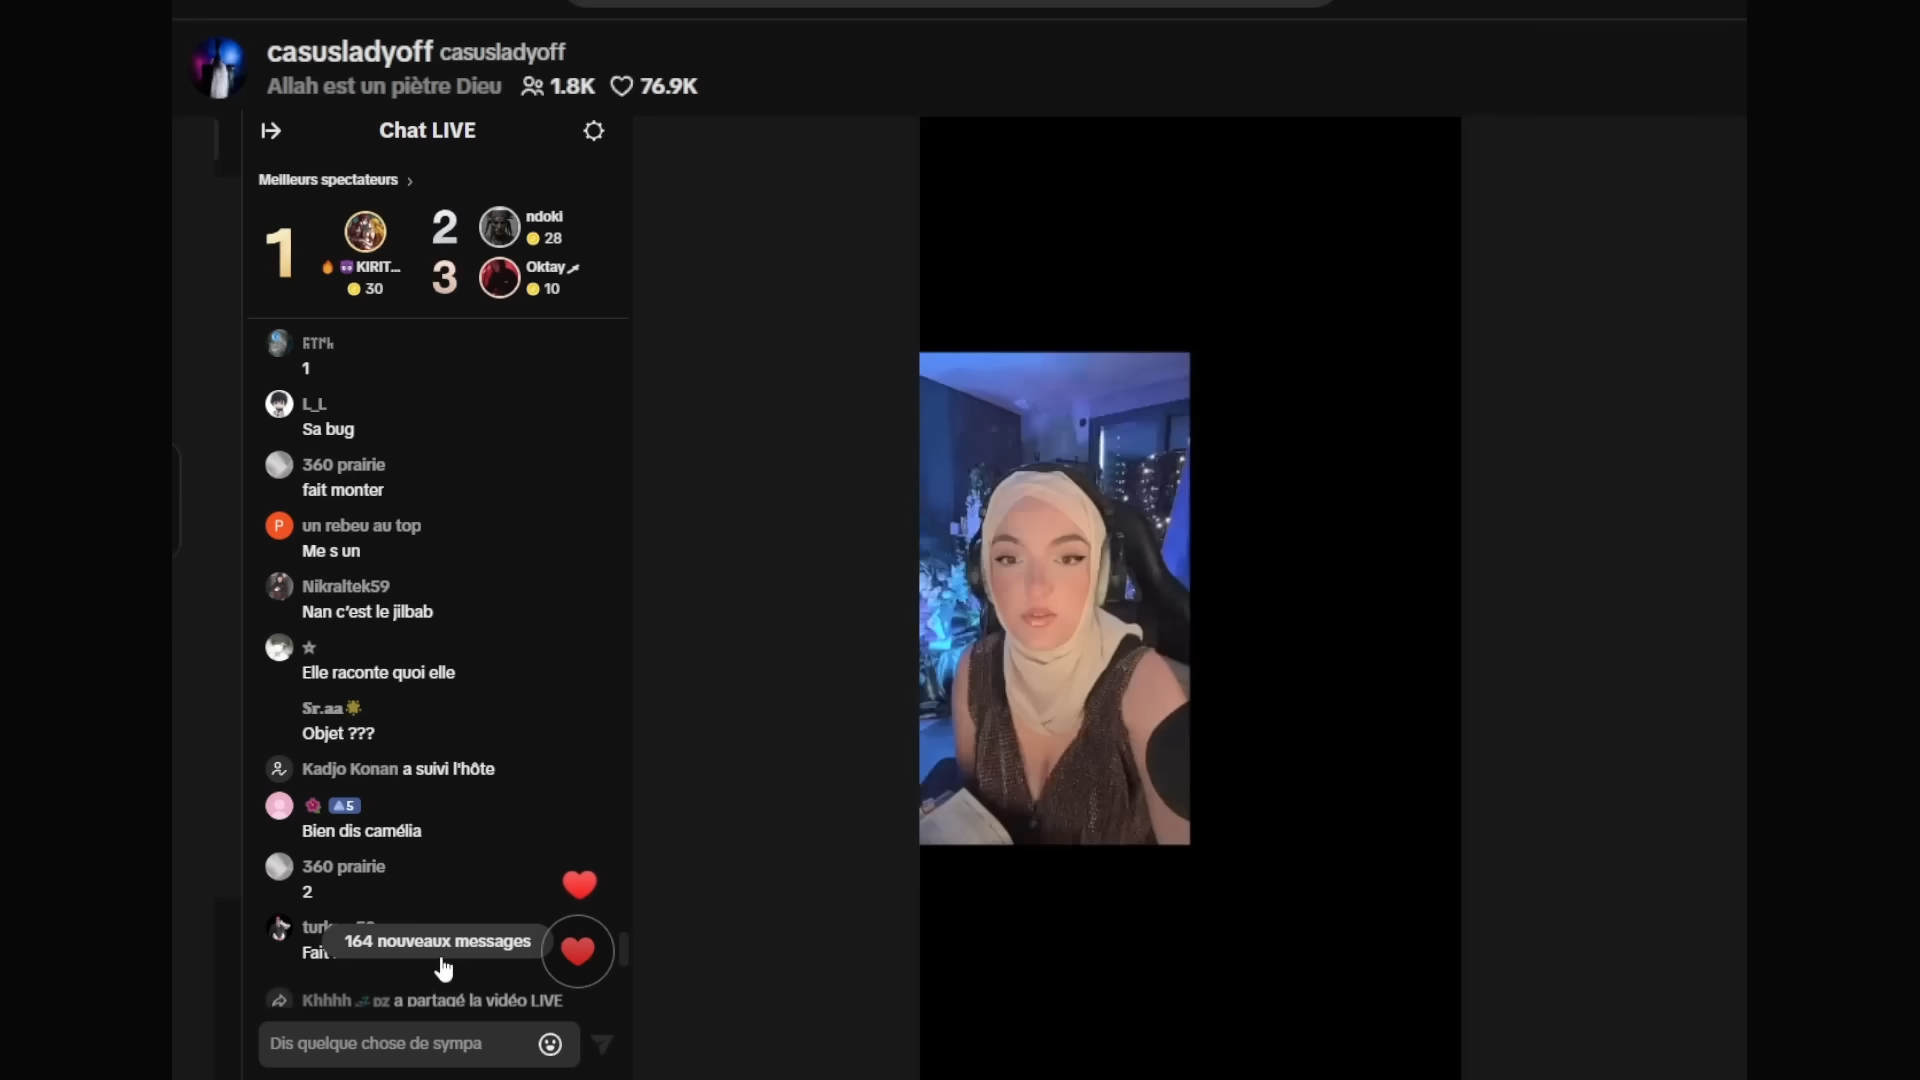 casusladyoff casusladyoff
Allah est un piètre Dieu 1.8K 76.9K
Chat LIVE
Meilleurs spectateurs
1
KIRIT...
30
2
ndoki
28
3
Oktay
10
1
L_L
Sa bug
360 prairie
fait monter
P
un rebeu au top
Me s un
Nikraltek59
Nan c'est le jilbab
Elle raconte quoi elle
Sr.aa
Objet ???
Kadjo Konan a suivi l'hôte
5
Bien dis camélia
360 prairie
2
164 nouveaux messages
Khhhh DZ a partagé la vidéo LIVE
Dis quelque chose de sympa